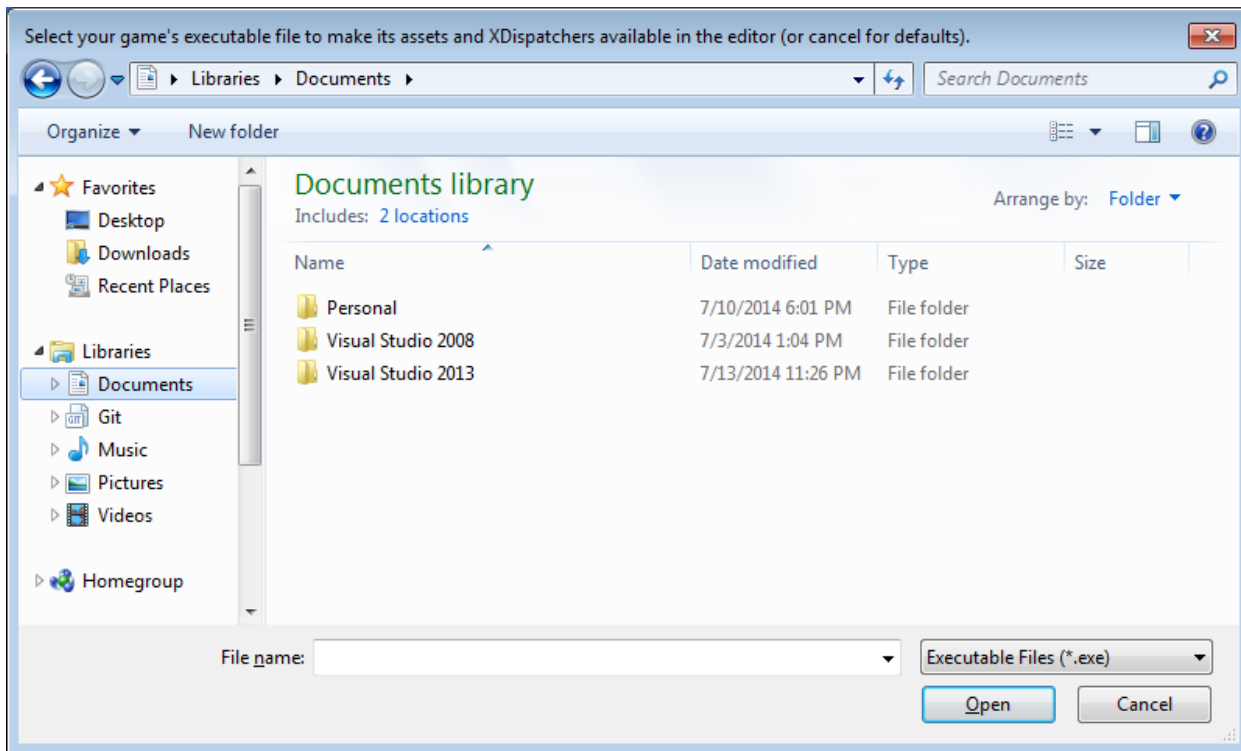 Select your game's executable file to make its assets and XDispatchers available in the editor (or cancel for defaults).
Libraries Documents
Search Documents
Organize New folder
Favorites
Desktop
Downloads
Recent Places
Libraries
Documents
Git
Music
Pictures
Videos
Homegroup
Documents library
Includes: 2 locations
Arrange by: Folder
Name Date modified Type Size
Personal 7/10/2014 6:01 PM File folder
Visual Studio 2008 7/3/2014 1:04 PM File folder
Visual Studio 2013 7/13/2014 11:26 PM File folder
File name:
Executable Files (*.exe)
Open Cancel